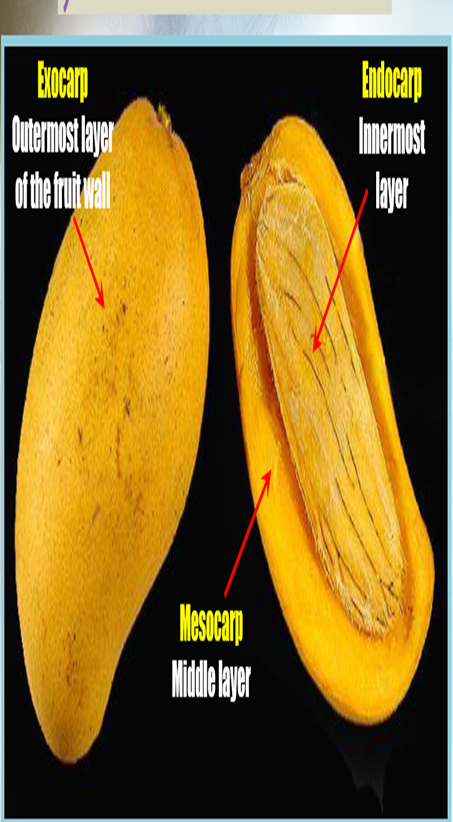 Exocarp
Outermost layer
of the fruit wall
Endocarp
Innermost
layer
Mesocarp
Middle layer